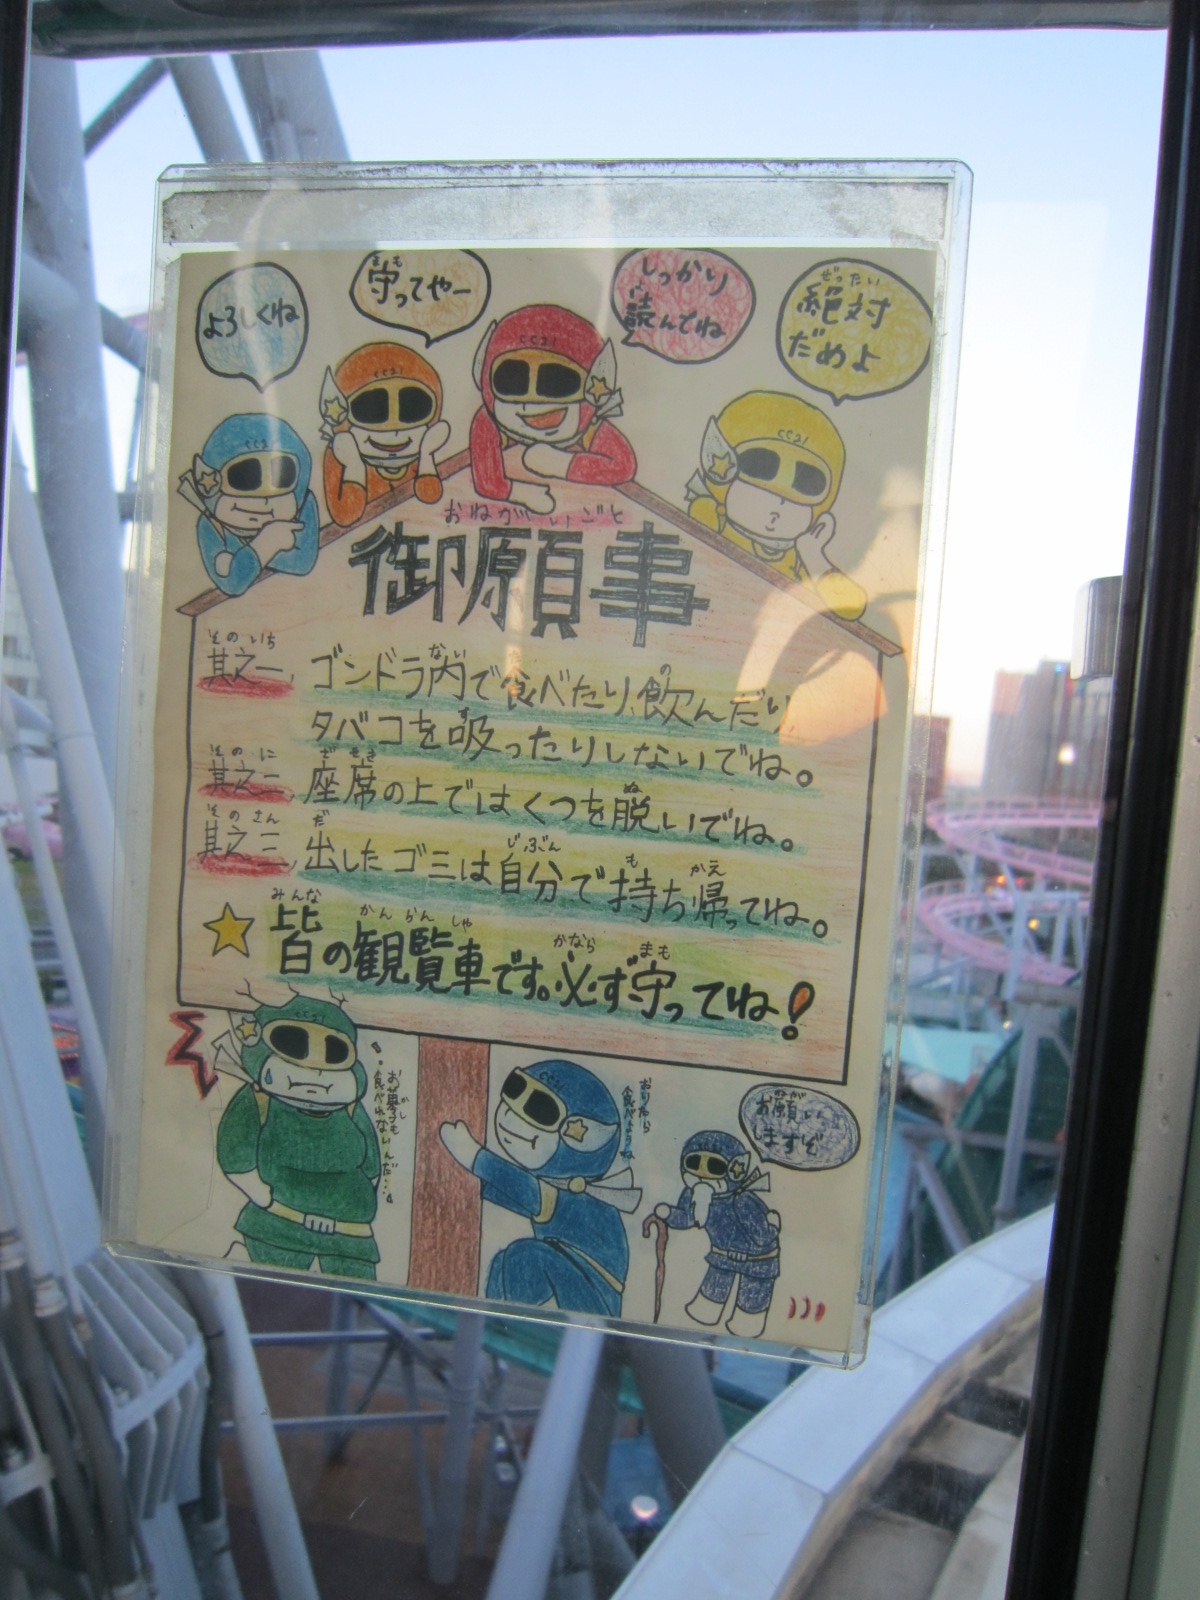 よろしくね
守ってやー
しっかり
読んでね
絶対
だめよ
御願事
其之一、ゴンドラ内で食べたり、飲んだり、
タバコを吸ったりしないでね。
其之二、座席の上ではくつを脱いでね。
其之三、出したゴミは自分で持ち帰ってね。
皆の観覧車です。必ず守ってね!
お菓子も
食べれないんだ…
おりたら
食べようね
お願い
しますぞ